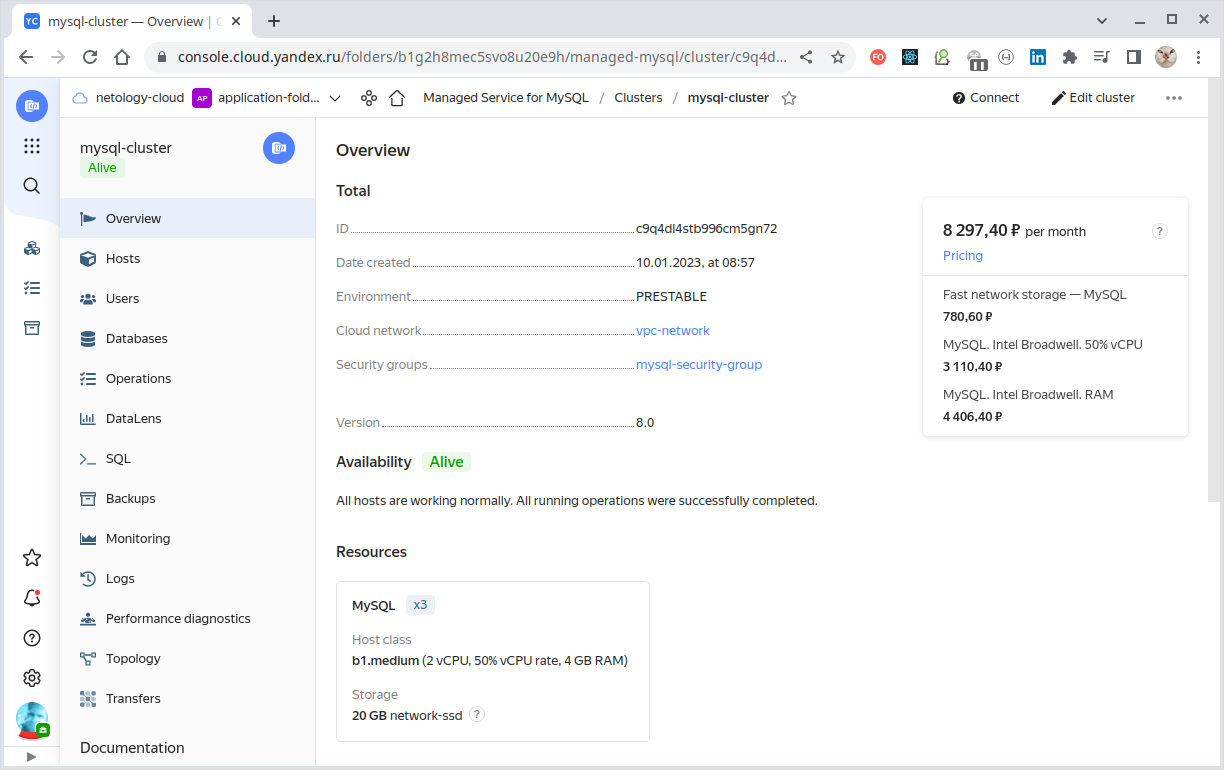 YC mysql-cluster — Overview |
console.cloud.yandex.ru/folders/b1g2h8mec5svo8u20e9h/managed-mysql/cluster/c9q4d...
FO
in
netology-cloud AP application-fold... Managed Service for MySQL / Clusters / mysql-cluster Connect Edit cluster
mysql-cluster
Alive
Overview
Hosts
Users
Databases
Operations
DataLens
SQL
Backups
Monitoring
Logs
Performance diagnostics
Topology
Transfers
Documentation
Overview
Total
ID c9q4dl4stb996cm5gn72
Date created 10.01.2023, at 08:57
Environment PRESTABLE
Cloud network vpc-network
Security groups mysql-security-group
Version 8.0
Availability Alive
All hosts are working normally. All running operations were successfully completed.
Resources
MySQL x3
Host class
b1.medium (2 vCPU, 50% vCPU rate, 4 GB RAM)
Storage
20 GB network-ssd ?
8 297,40 ₽ per month ?
Pricing
Fast network storage — MySQL
780,60 ₽
MySQL. Intel Broadwell. 50% vCPU
3 110,40 ₽
MySQL. Intel Broadwell. RAM
4 406,40 ₽